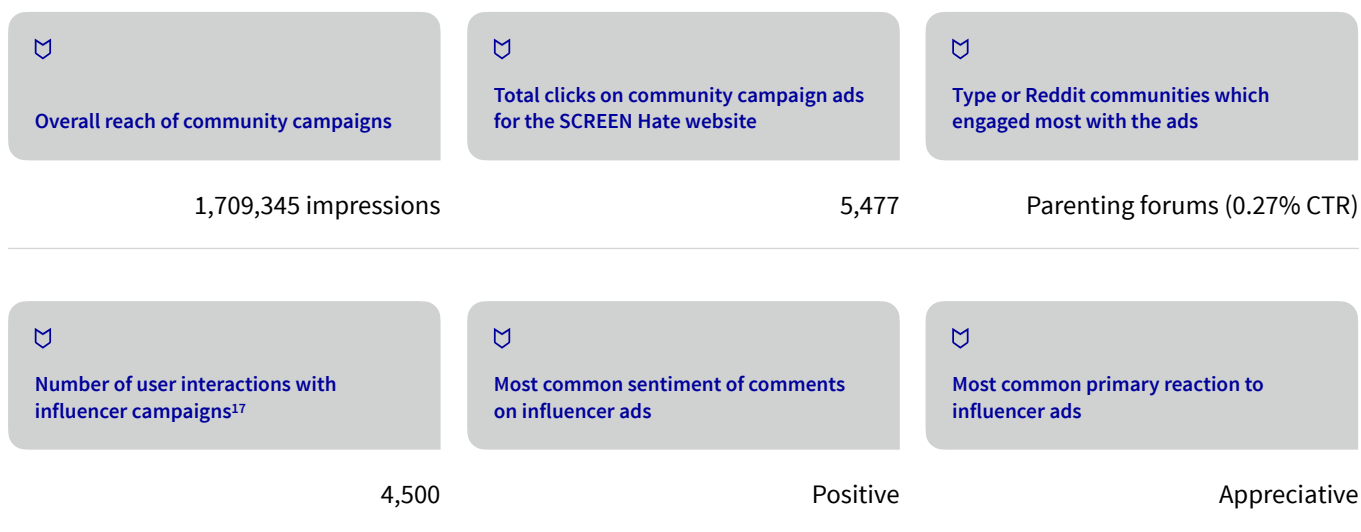 Overall reach of community campaigns
1,709,345 impressions
Total clicks on community campaign ads
for the SCREEN Hate website
5,477
Type or Reddit communities which
engaged most with the ads
Parenting forums (0.27% CTR)
Number of user interactions with
influencer campaigns¹⁷
4,500
Most common sentiment of comments
on influencer ads
Positive
Most common primary reaction to
influencer ads
Appreciative